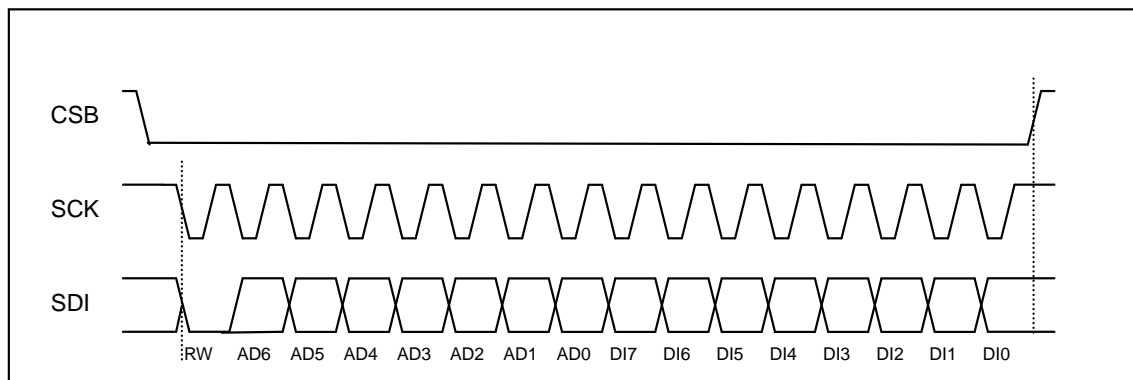 CSB
SCK
SDI
RW AD6 AD5 AD4 AD3 AD2 AD1 AD0 DI7 DI6 DI5 DI4 DI3 DI2 DI1 DI0